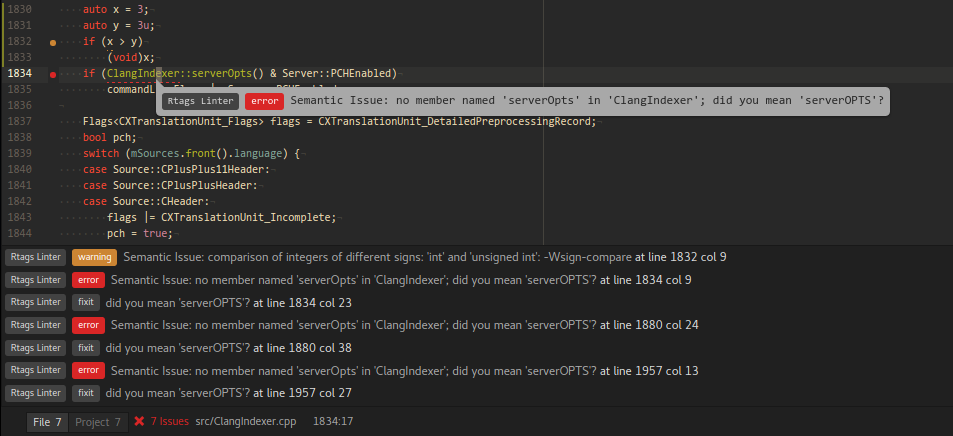 1830 auto x = 3;
1831 auto y = 3u;
1832 if (x > y)
1833 (void)x;
1834 if (ClangIndexer::serverOpts() & Server::PCHEnabled)
1835
Rtags Linter error Semantic Issue: no member named 'serverOpts' in 'ClangIndexer'; did you mean 'serverOPTS'?
1836
1837 Flags<CXTranslationUnit_Flags> flags = CXTranslationUnit_DetailedPreprocessingRecord;
1838 bool pch;
1839 switch (mSources.front().language) {
1840 case Source::CPlusPlus11Header:
1841 case Source::CPlusPlusHeader:
1842 case Source::CHeader:
1843 flags |= CXTranslationUnit_Incomplete;
1844 pch = true;
Rtags Linter warning Semantic Issue: comparison of integers of different signs: 'int' and 'unsigned int': -Wsign-compare at line 1832 col 9
Rtags Linter error Semantic Issue: no member named 'serverOpts' in 'ClangIndexer'; did you mean 'serverOPTS'? at line 1834 col 9
Rtags Linter fixit did you mean 'serverOPTS'? at line 1834 col 23
Rtags Linter error Semantic Issue: no member named 'serverOpts' in 'ClangIndexer'; did you mean 'serverOPTS'? at line 1880 col 24
Rtags Linter fixit did you mean 'serverOPTS'? at line 1880 col 38
Rtags Linter error Semantic Issue: no member named 'serverOpts' in 'ClangIndexer'; did you mean 'serverOPTS'? at line 1957 col 13
Rtags Linter fixit did you mean 'serverOPTS'? at line 1957 col 27
File 7 Project 7 7 Issues src/ClangIndexer.cpp 1834:17